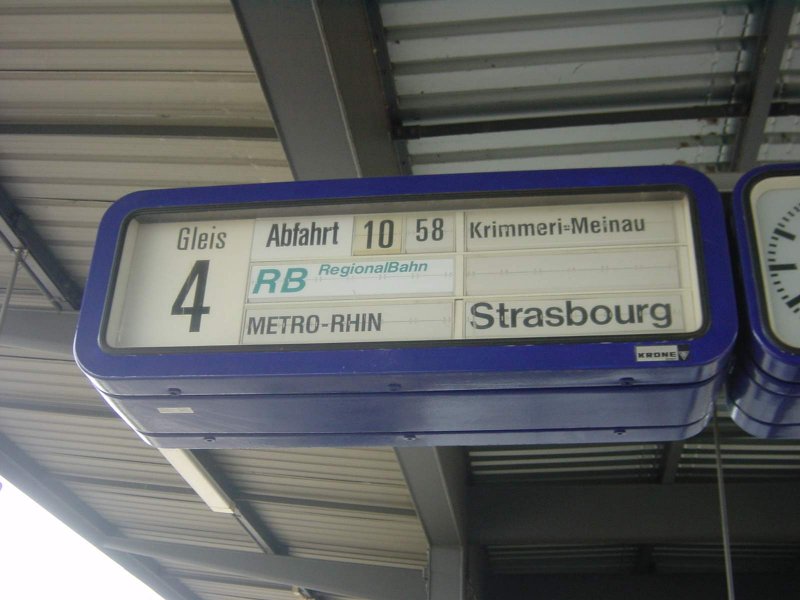 Gleis
4
Abfahrt 10 58
RB RegionalBahn
METRO-RHIN
Krimmeri-Meinau
Strasbourg
KRONE